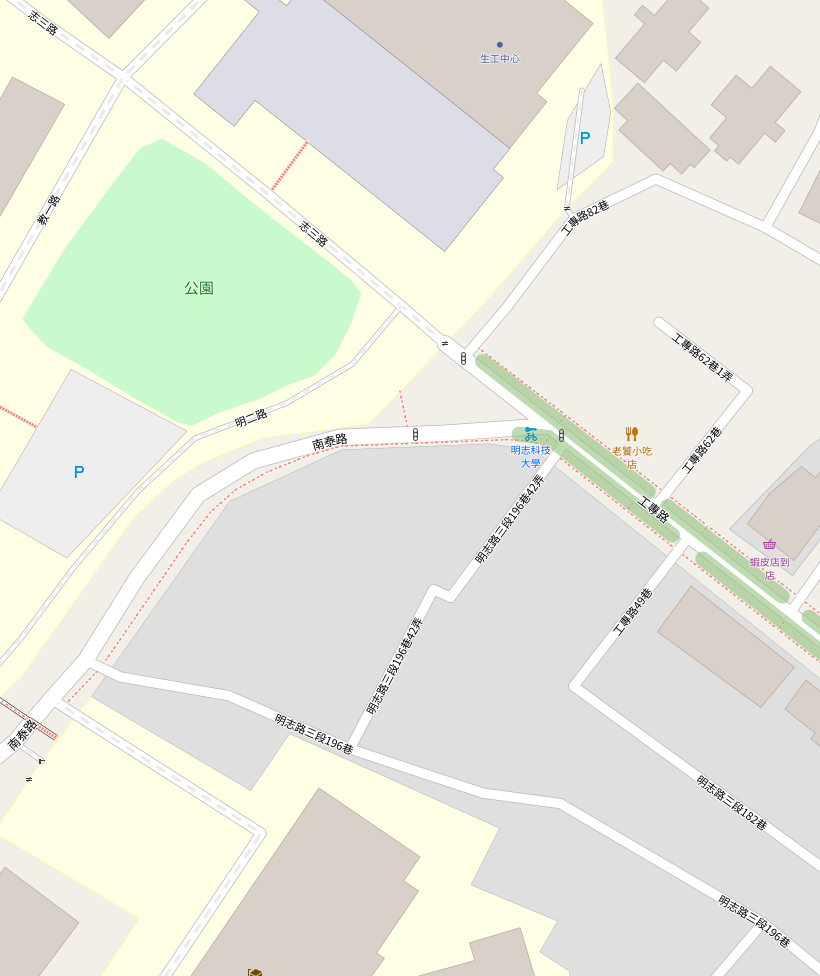 志三路
生工中心
P
教一路
工專路82巷
志三路
公園
工專路62巷1弄
明二路
南泰路
明志科技
大學
老饕小吃
店
工專路62巷
P
明志路三段196巷42弄
工專路
蝦皮店到
店
工專路49巷
明志路三段196巷42弄
南泰路
明志路三段196巷
明志路三段182巷
明志路三段196巷